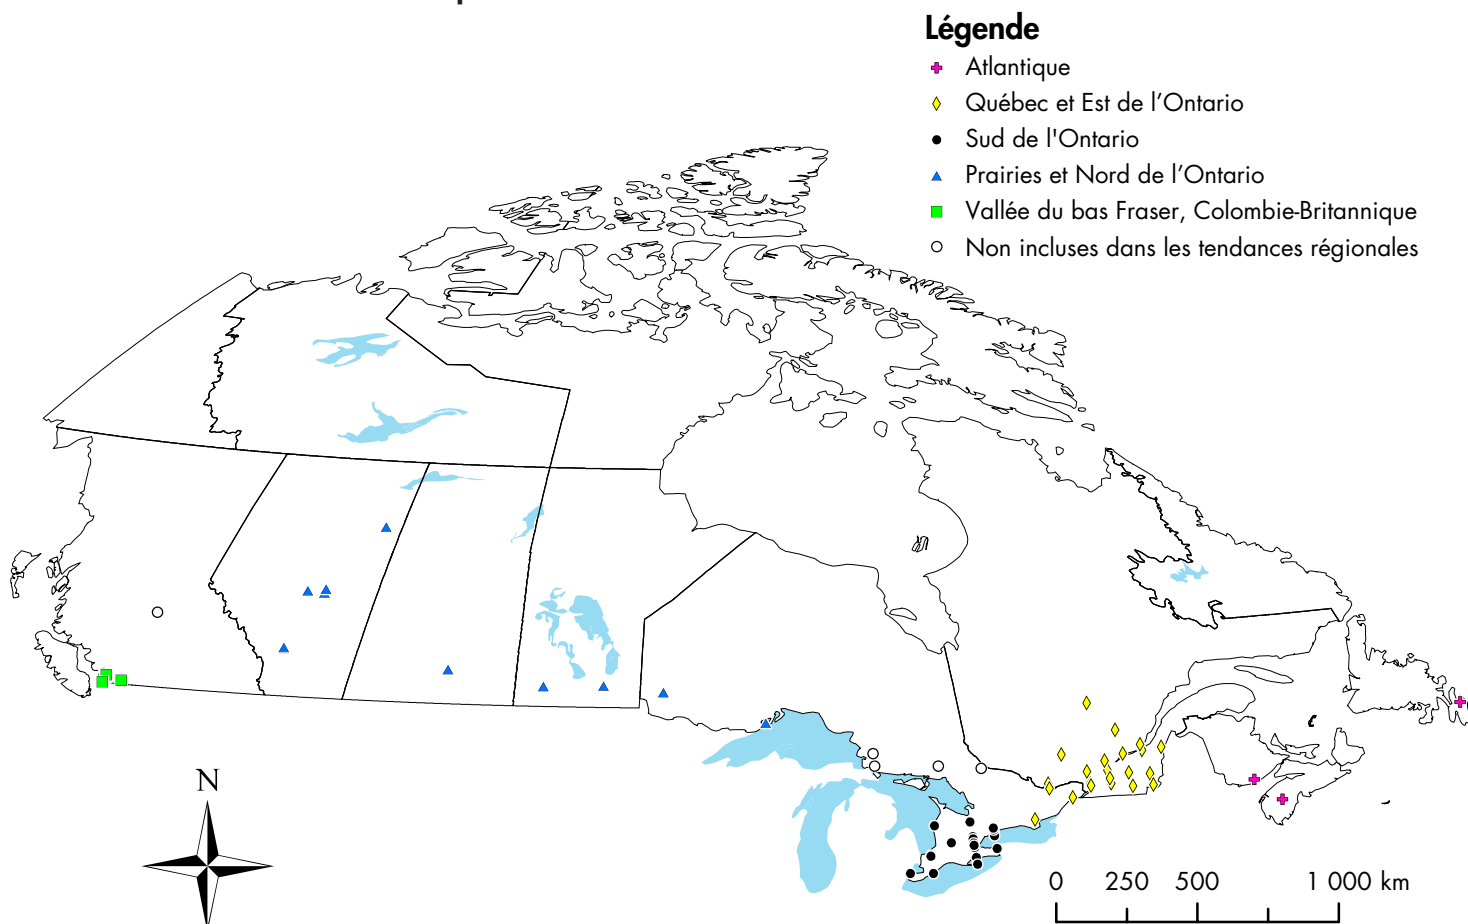 Légende
Atlantique
Québec et Est de l’Ontario
Sud de l'Ontario
Prairies et Nord de l’Ontario
Vallée du bas Fraser, Colombie-Britannique
Non incluses dans les tendances régionales
N
0 250 500 1 000 km